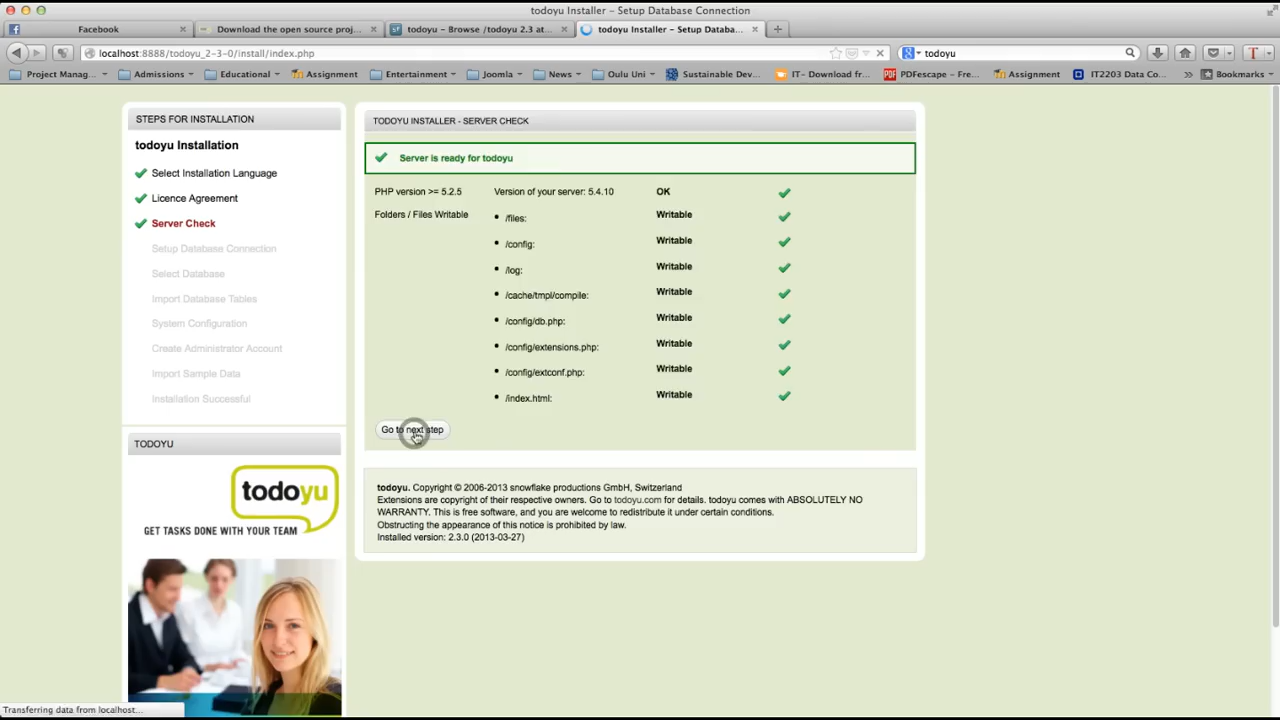 todoyu Installer – Setup Database Connection
Facebook
Download the open source proj...
todoyu – Browse /todoyu 2.3 at...
todoyu Installer – Setup Databa...
localhost:8888/todoyu_2-3-0/install/index.php
todoyu
Project Manag...
Admissions
Educational
Assignment
Entertainment
Joomla
News
Oulu Uni
Sustainable Dev...
IT– Download fr...
PDFescape – Fre...
Assignment
IT2203 Data Co...
Bookmarks
STEPS FOR INSTALLATION
todoyu Installation
Select Installation Language
Licence Agreement
Server Check
Setup Database Connection
Select Database
Import Database Tables
System Configuration
Create Administrator Account
Import Sample Data
Installation Successful
TODOYU
todoyu
GET TASKS DONE WITH YOUR TEAM
TODOYU INSTALLER - SERVER CHECK
Server is ready for todoyu
PHP version >= 5.2.5 Version of your server: 5.4.10 OK
Folders / Files Writable
• /files: Writable
• /config: Writable
• /log: Writable
• /cache/tmpl/compile: Writable
• /config/db.php: Writable
• /config/extensions.php: Writable
• /config/extconf.php: Writable
• /index.html: Writable
Go to next step
todoyu. Copyright © 2006-2013 snowflake productions GmbH, Switzerland
Extensions are copyright of their respective owners. Go to todoyu.com for details. todoyu comes with ABSOLUTELY NO
WARRANTY. This is free software, and you are welcome to redistribute it under certain conditions.
Obstructing the appearance of this notice is prohibited by law.
Installed version: 2.3.0 (2013-03-27)
Transferring data from localhost...